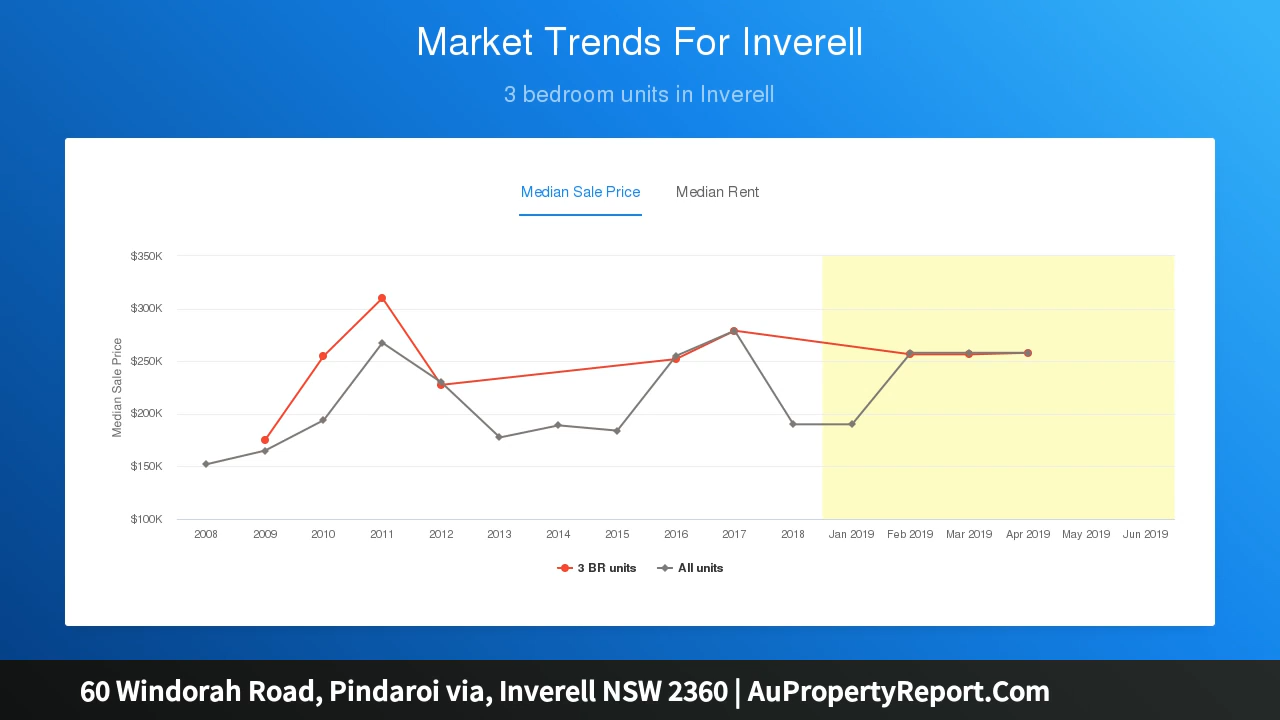 Market Trends For Inverell
3 bedroom units in Inverell
Median Sale Price Median Rent
Median Sale Price
$350K
$300K
$250K
$200K
$150K
$100K
2008 2009 2010 2011 2012 2013 2014 2015 2016 2017 2018 Jan 2019 Feb 2019 Mar 2019 Apr 2019 May 2019 Jun 2019
3 BR units All units
60 Windorah Road, Pindaroi via, Inverell NSW 2360 | AuPropertyReport.Com